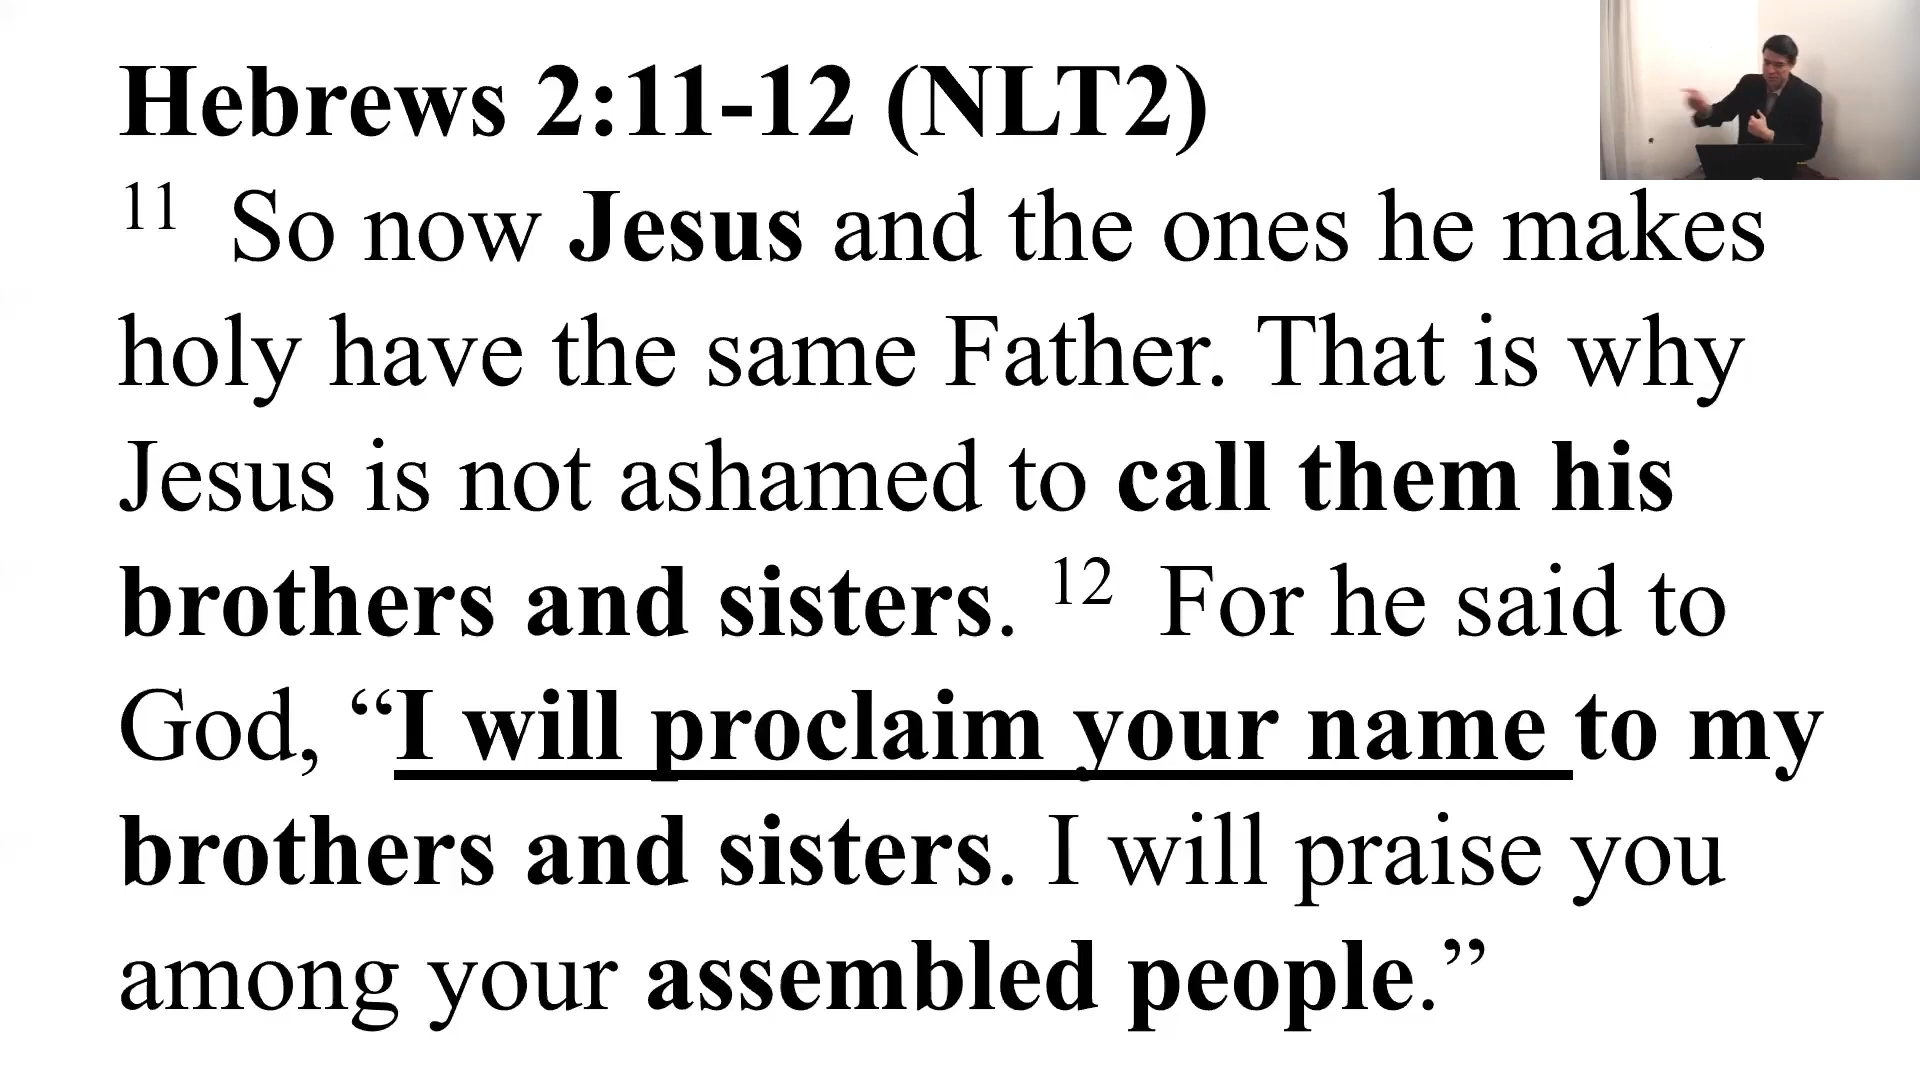 Hebrews 2:11-12 (NLT2)
11 So now Jesus and the ones he makes
holy have the same Father. That is why
Jesus is not ashamed to call them his
brothers and sisters. 12 For he said to
God, “I will proclaim your name to my
brothers and sisters. I will praise you
among your assembled people.”